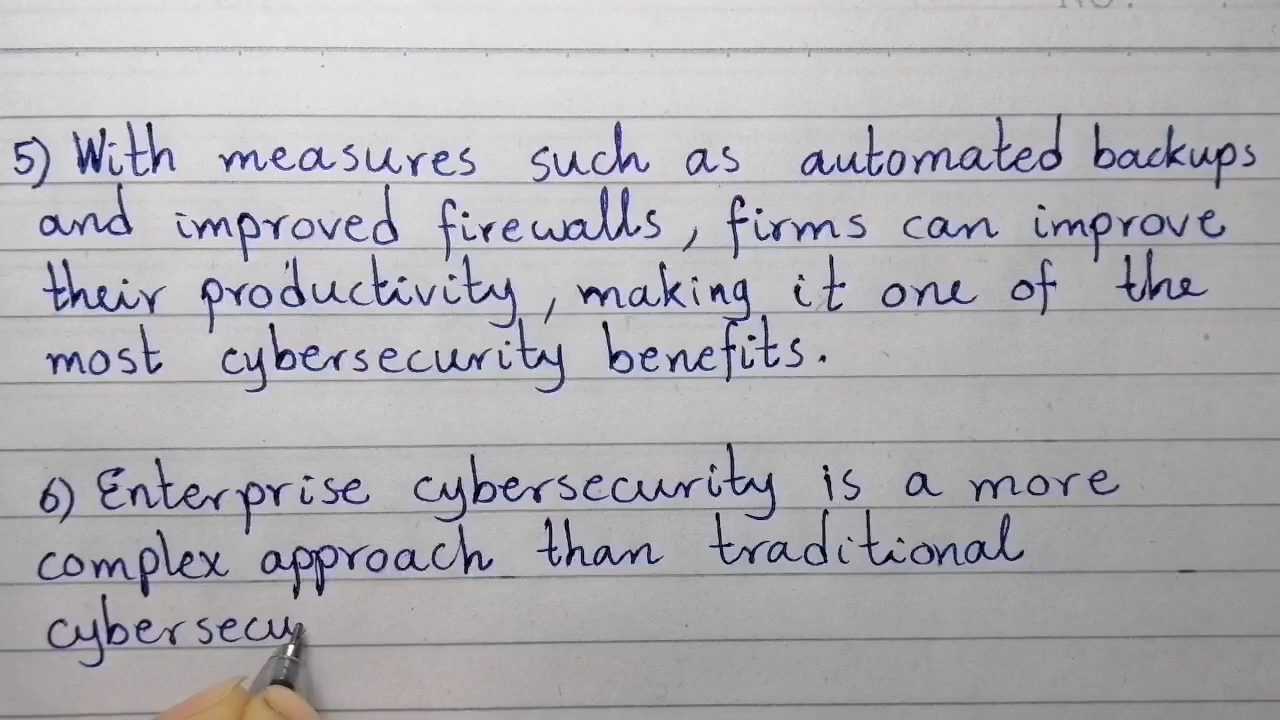 5) With measures such as automated backups
and improved firewalls, firms can improve
their productivity, making it one of the
most cybersecurity benefits.
6) Enterprise cybersecurity is a more
complex approach than traditional
cybersecu